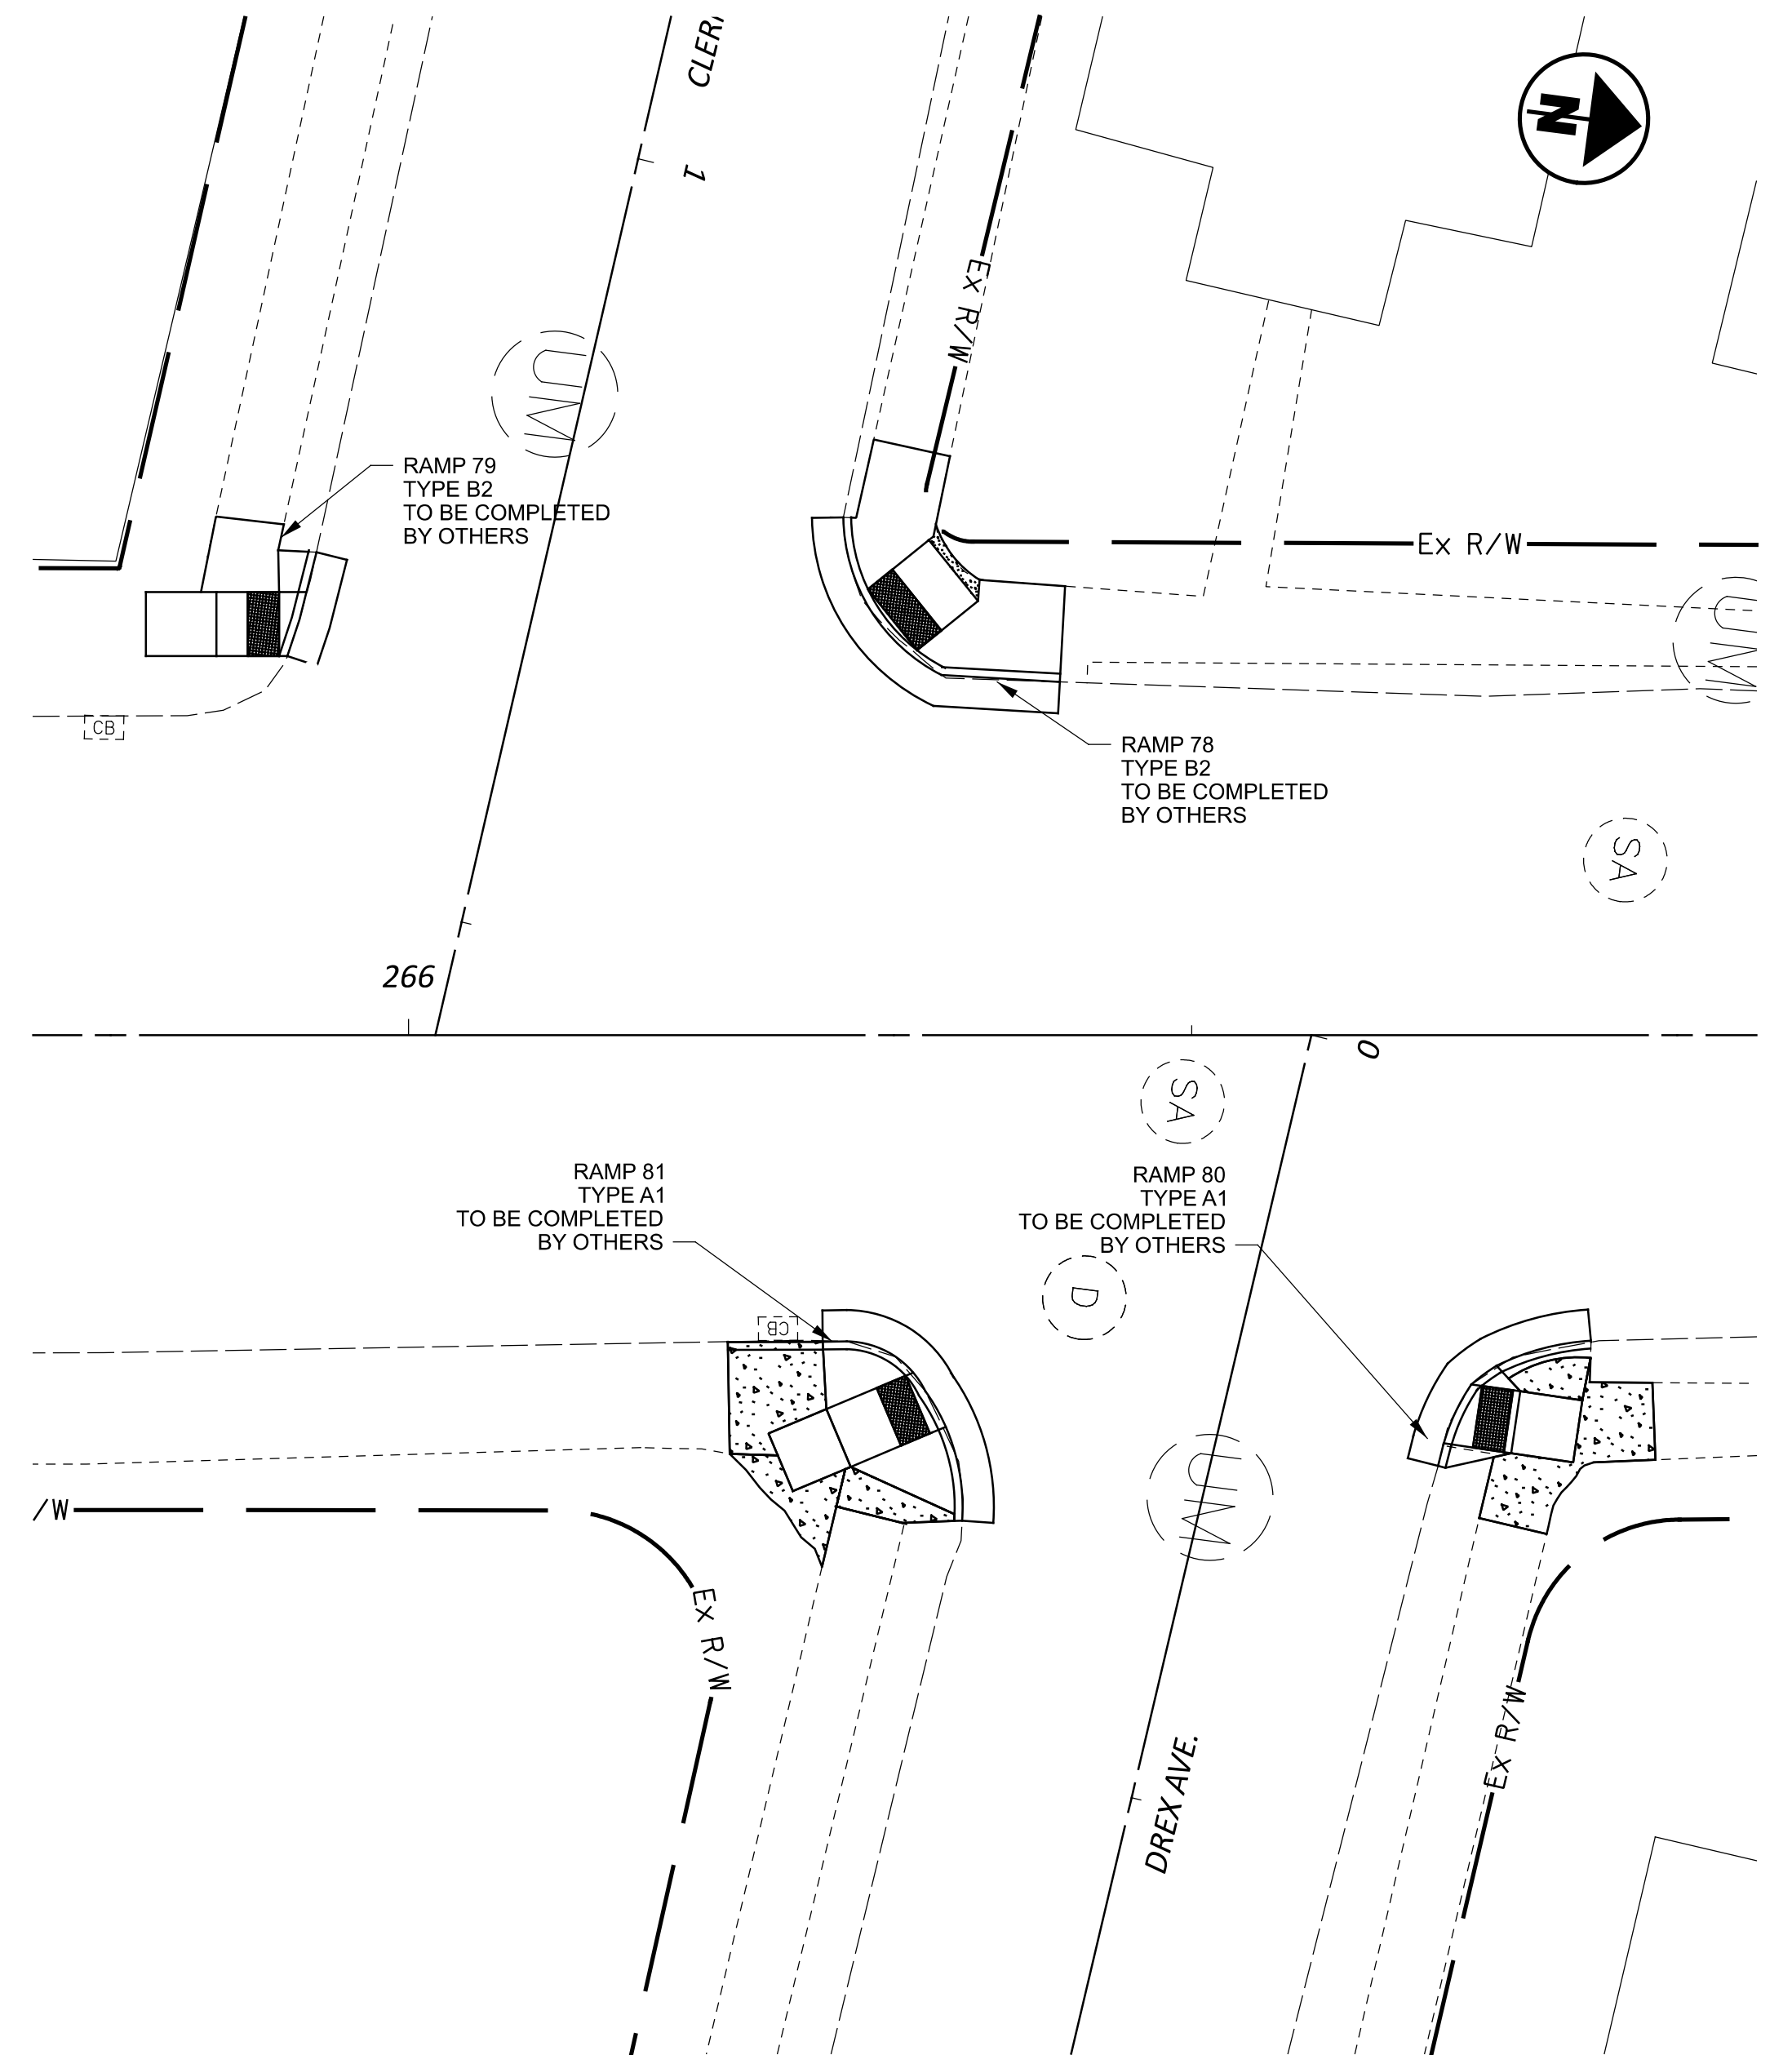 CLER
N
1
Ex R/W
UM
RAMP 79
TYPE B2
TO BE COMPLETED
BY OTHERS
Ex R/W
UM
CB
RAMP 78
TYPE B2
TO BE COMPLETED
BY OTHERS
SA
266
0
SA
RAMP 81
TYPE A1
TO BE COMPLETED
BY OTHERS
RAMP 80
TYPE A1
TO BE COMPLETED
BY OTHERS
D
CB
UM
/W
Ex R/W
Ex R/W
DREX AVE.